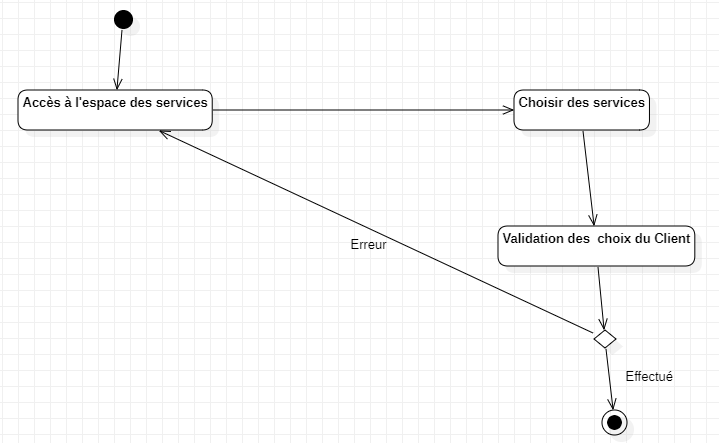 Accès à l'espace des services
Choisir des services
Validation des  choix du Client
Erreur
Effectué